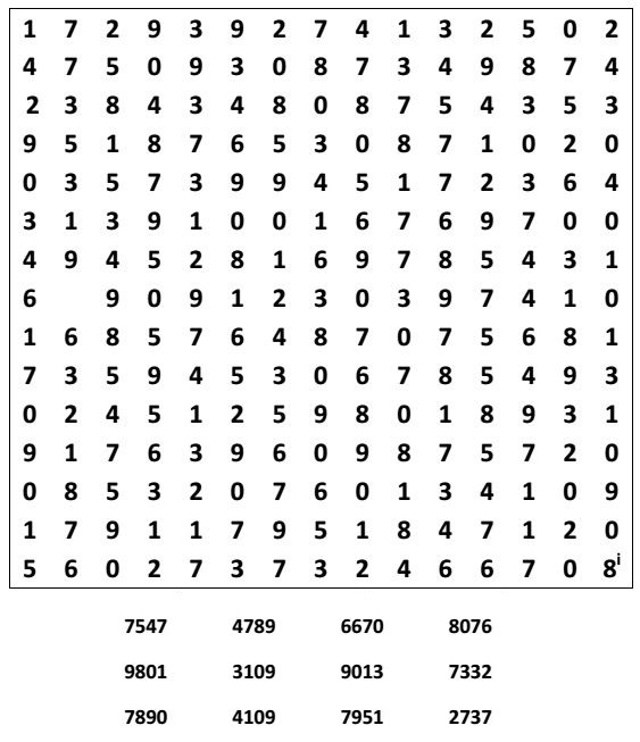 1 7 2 9 3 9 2 7 4 1 3 2 5 0 2
4 7 5 0 9 3 0 8 7 3 4 9 8 7 4
2 3 8 4 3 4 8 0 8 7 5 4 3 5 3
9 5 1 8 7 6 5 3 0 8 7 1 0 2 0
0 3 5 7 3 9 9 4 5 1 7 2 3 6 4
3 1 3 9 1 0 0 1 6 7 6 9 7 0 0
4 9 4 5 2 8 1 6 9 7 8 5 4 3 1
6 9 0 9 1 2 3 0 3 9 7 4 1 0
1 6 8 5 7 6 4 8 7 0 7 5 6 8 1
7 3 5 9 4 5 3 0 6 7 8 5 4 9 3
0 2 4 5 1 2 5 9 8 0 1 8 9 3 1
9 1 7 6 3 9 6 0 9 8 7 5 7 2 0
0 8 5 3 2 0 7 6 0 1 3 4 1 0 9
1 7 9 1 1 7 9 5 1 8 4 7 1 2 0
5 6 0 2 7 3 7 3 2 4 6 6 7 0 8i
7547 4789 6670 8076
9801 3109 9013 7332
7890 4109 7951 2737